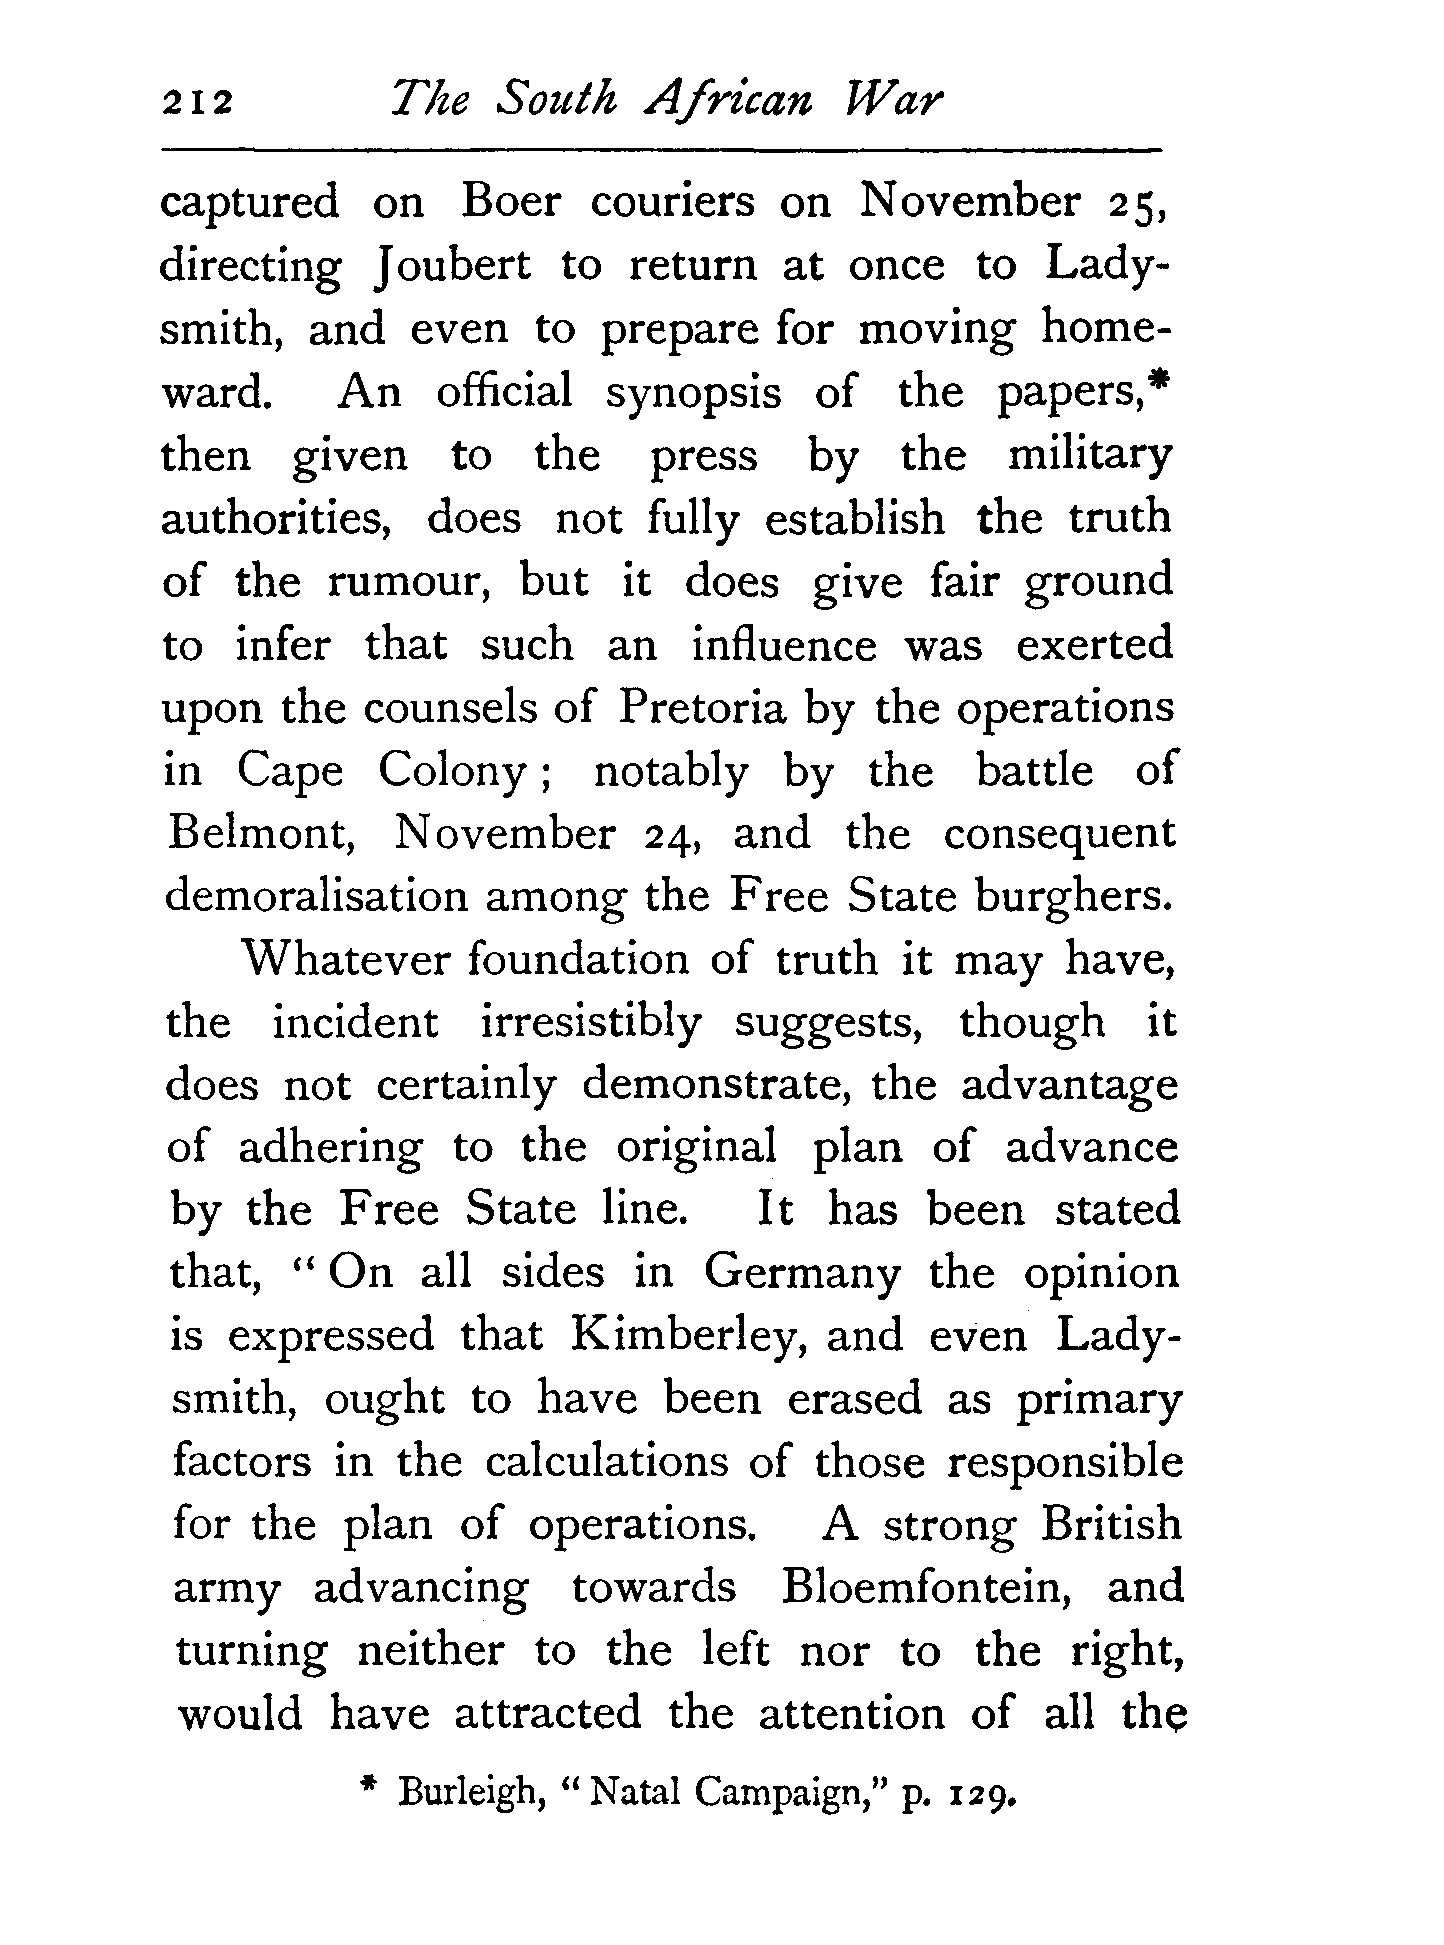 212 The South African War
captured on Boer couriers on November 25,
directing Joubert to return at once to Lady-
smith, and even to prepare for moving home-
ward. An official synopsis of the papers,*
then given to the press by the military
authorities, does not fully establish the truth
of the rumour, but it does give fair ground
to infer that such an influence was exerted
upon the counsels of Pretoria by the operations
in Cape Colony ; notably by the battle of
Belmont, November 24, and the consequent
demoralisation among the Free State burghers.
Whatever foundation of truth it may have,
the incident irresistibly suggests, though it
does not certainly demonstrate, the advantage
of adhering to the original plan of advance
by the Free State line. It has been stated
that, “ On all sides in Germany the opinion
is expressed that Kimberley, and even Lady-
smith, ought to have been erased as primary
factors in the calculations of those responsible
for the plan of operations. A strong British
army advancing towards Bloemfontein, and
turning neither to the left nor to the right,
would have attracted the attention of all the
* Burleigh, “ Natal Campaign,” p. 129.